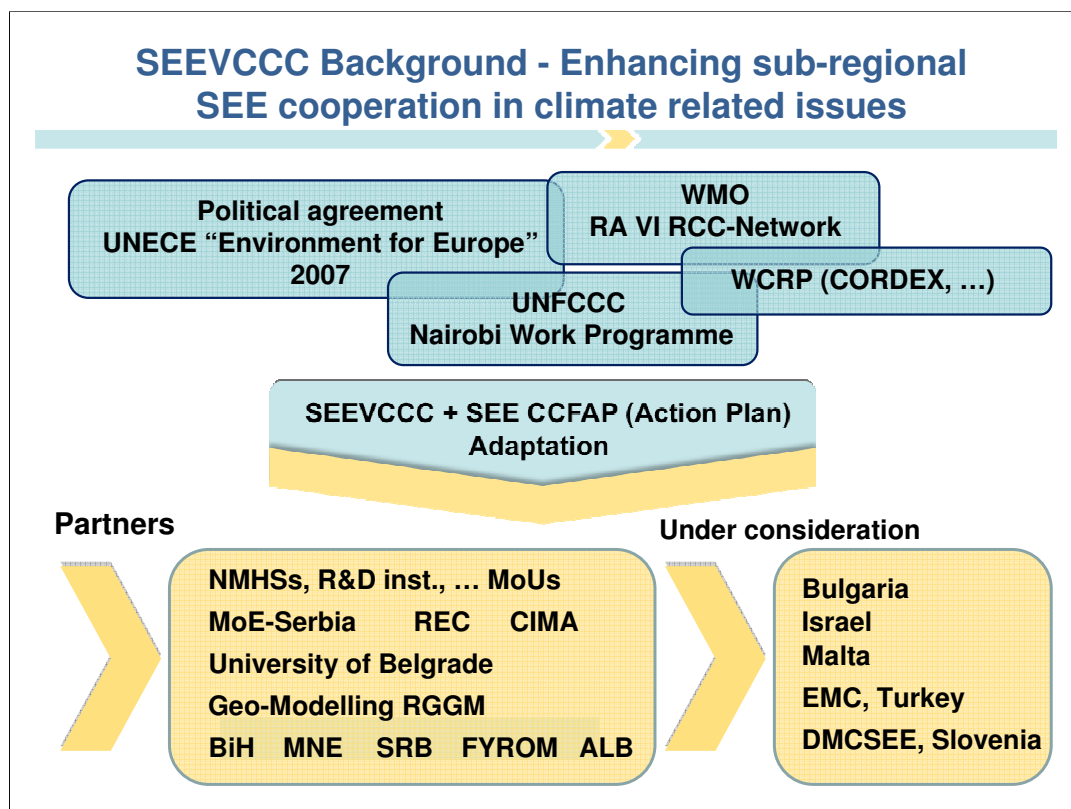 SEEVCCC Background - Enhancing sub-regional
SEE cooperation in climate related issues
Political agreement
UNECE “Environment for Europe”
2007
WMO
RA VI RCC-Network
WCRP (CORDEX, …)
UNFCCC
Nairobi Work Programme
SEEVCCC + SEE CCFAP (Action Plan)
Adaptation
Partners
NMHSs, R&D inst., … MoUs
MoE-Serbia REC CIMA
University of Belgrade
Geo-Modelling RGGM
BiH MNE SRB FYROM ALB
Under consideration
Bulgaria
Israel
Malta
EMC, Turkey
DMCSEE, Slovenia